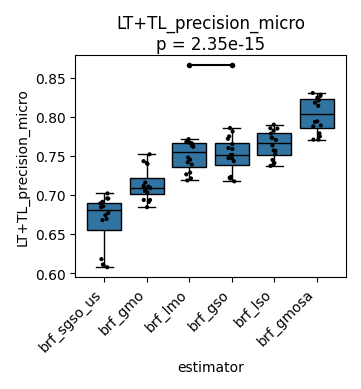 LT+TL_precision_micro
p = 2.35e-15
LT+TL_precision_micro
0.85
0.80
0.75
0.70
0.65
0.60
brf_sgso_us
brf_gmo
brf_lmo
brf_gso
brf_lso
brf_gmosa
estimator